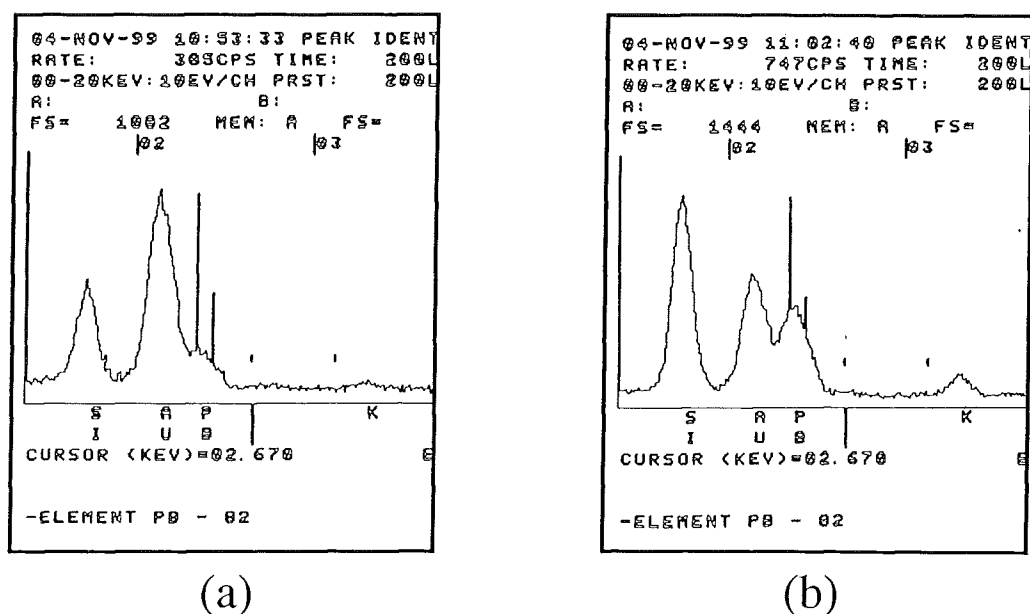 04-NOV-99 10:53:33 PEAK IDENT
RATE: 309CPS TIME: 200L
00-20KEV:10EV/CH PRST: 200L
A: B:
FS= 1002 MEM: A FS=
|02 |03
S A P K
I U B
CURSOR (KEV)=02.670
-ELEMENT PB - 82
(a)
04-NOV-99 11:02:40 PEAK IDENT
RATE: 747CPS TIME: 200L
00-20KEV:10EV/CH PRST: 200L
A: B:
FS= 1444 MEM: A FS=
|02 |03
S A P K
I U B
CURSOR (KEV)=02.670
-ELEMENT PB - 82
(b)